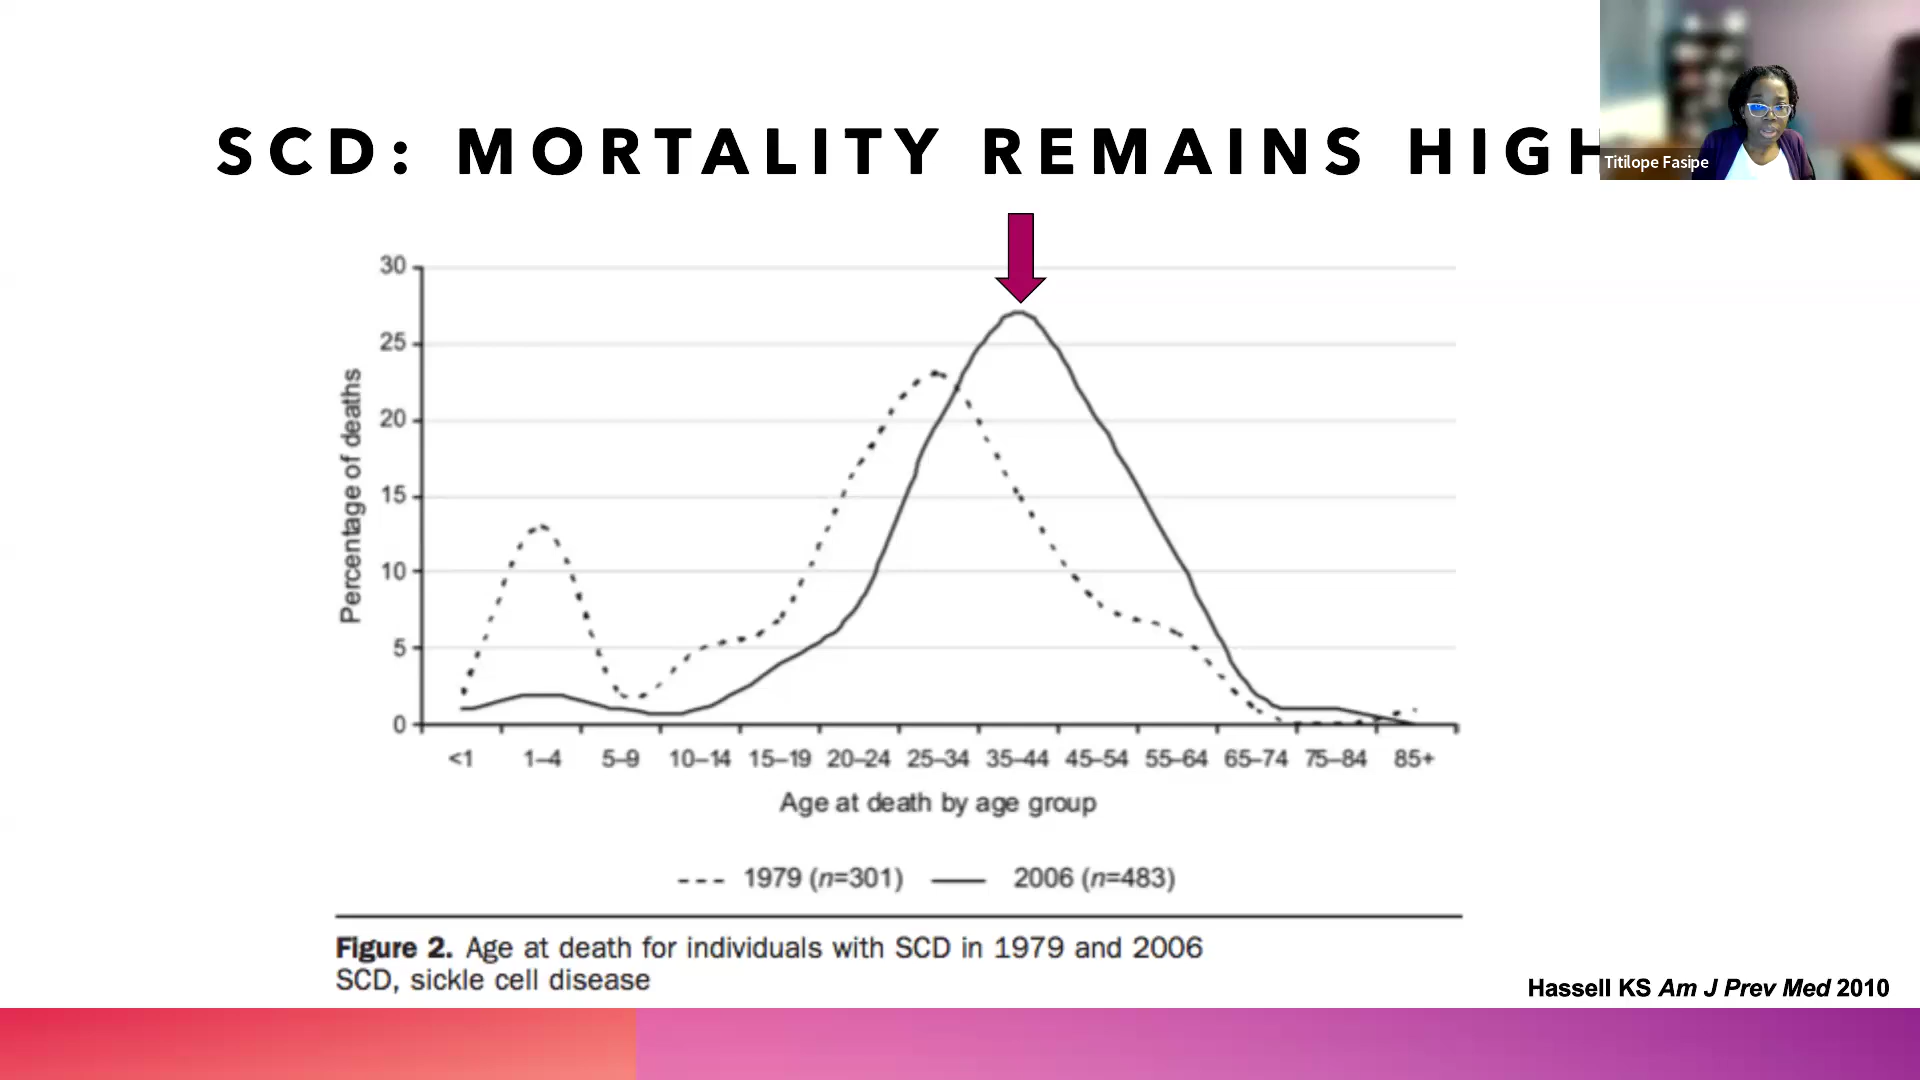 SCD: MORTALITY REMAINS HIGH
Titilope Fasipe
30
25
20
15
10
5
0
Percentage of deaths
<1 1–4 5–9 10–14 15–19 20–24 25–34 35–44 45–54 55–64 65–74 75–84 85+
Age at death by age group
1979 (n=301) 2006 (n=483)
Figure 2. Age at death for individuals with SCD in 1979 and 2006
SCD, sickle cell disease
Hassell KS Am J Prev Med 2010